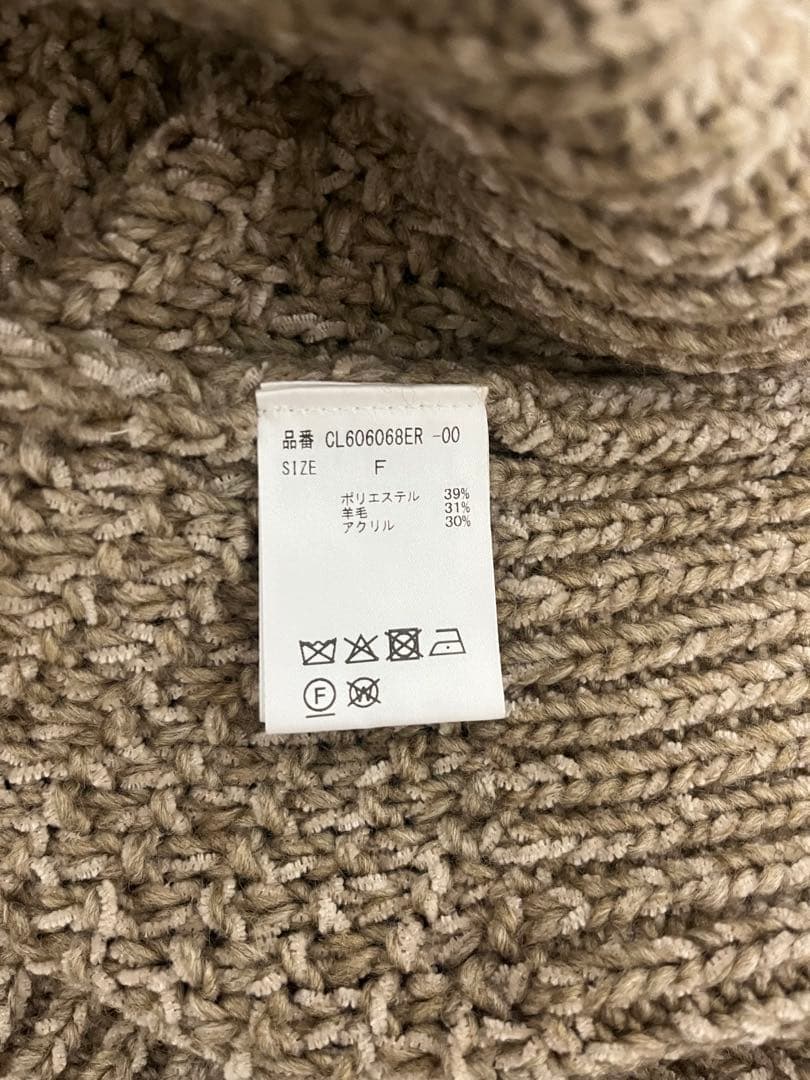 品番 CL606068ER -00
SIZE F
ポリエステル 39%
羊毛 31%
アクリル 30%
F W